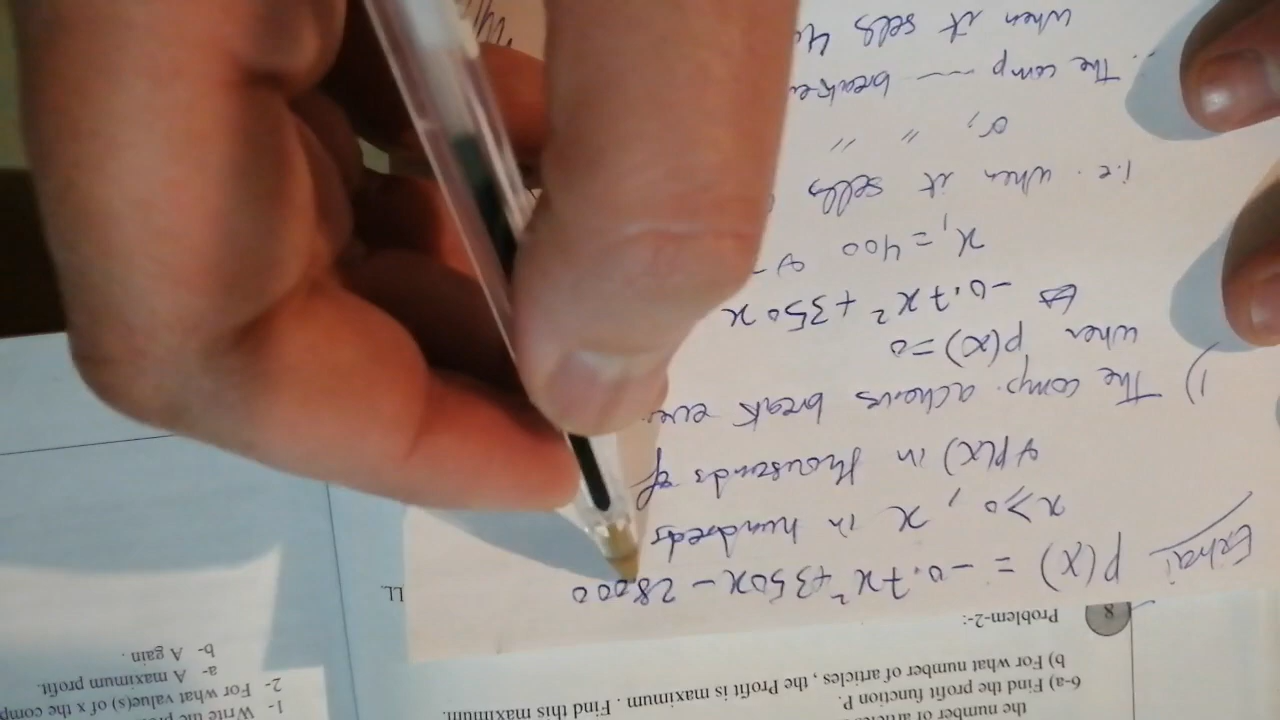 the number of
6-a) Find the profit function P.
b) For what number of articles , the Profit is maximum . Find this maximum.
8
Problem-2-:
Extra: P(x) = -0.7x²+350x-28000
x≥0, x in hundreds
& P(x) in thousands of
1) The comp. acheivs break even
when P(x)=0
-0.7x²+350x
x₁ = 400
i.e. when it sells
or " "
∴ The comp — break
when it sells
LL
1- Write the
2- For what value(s) of x the comp
a- A maximum profit.
b- A gain .